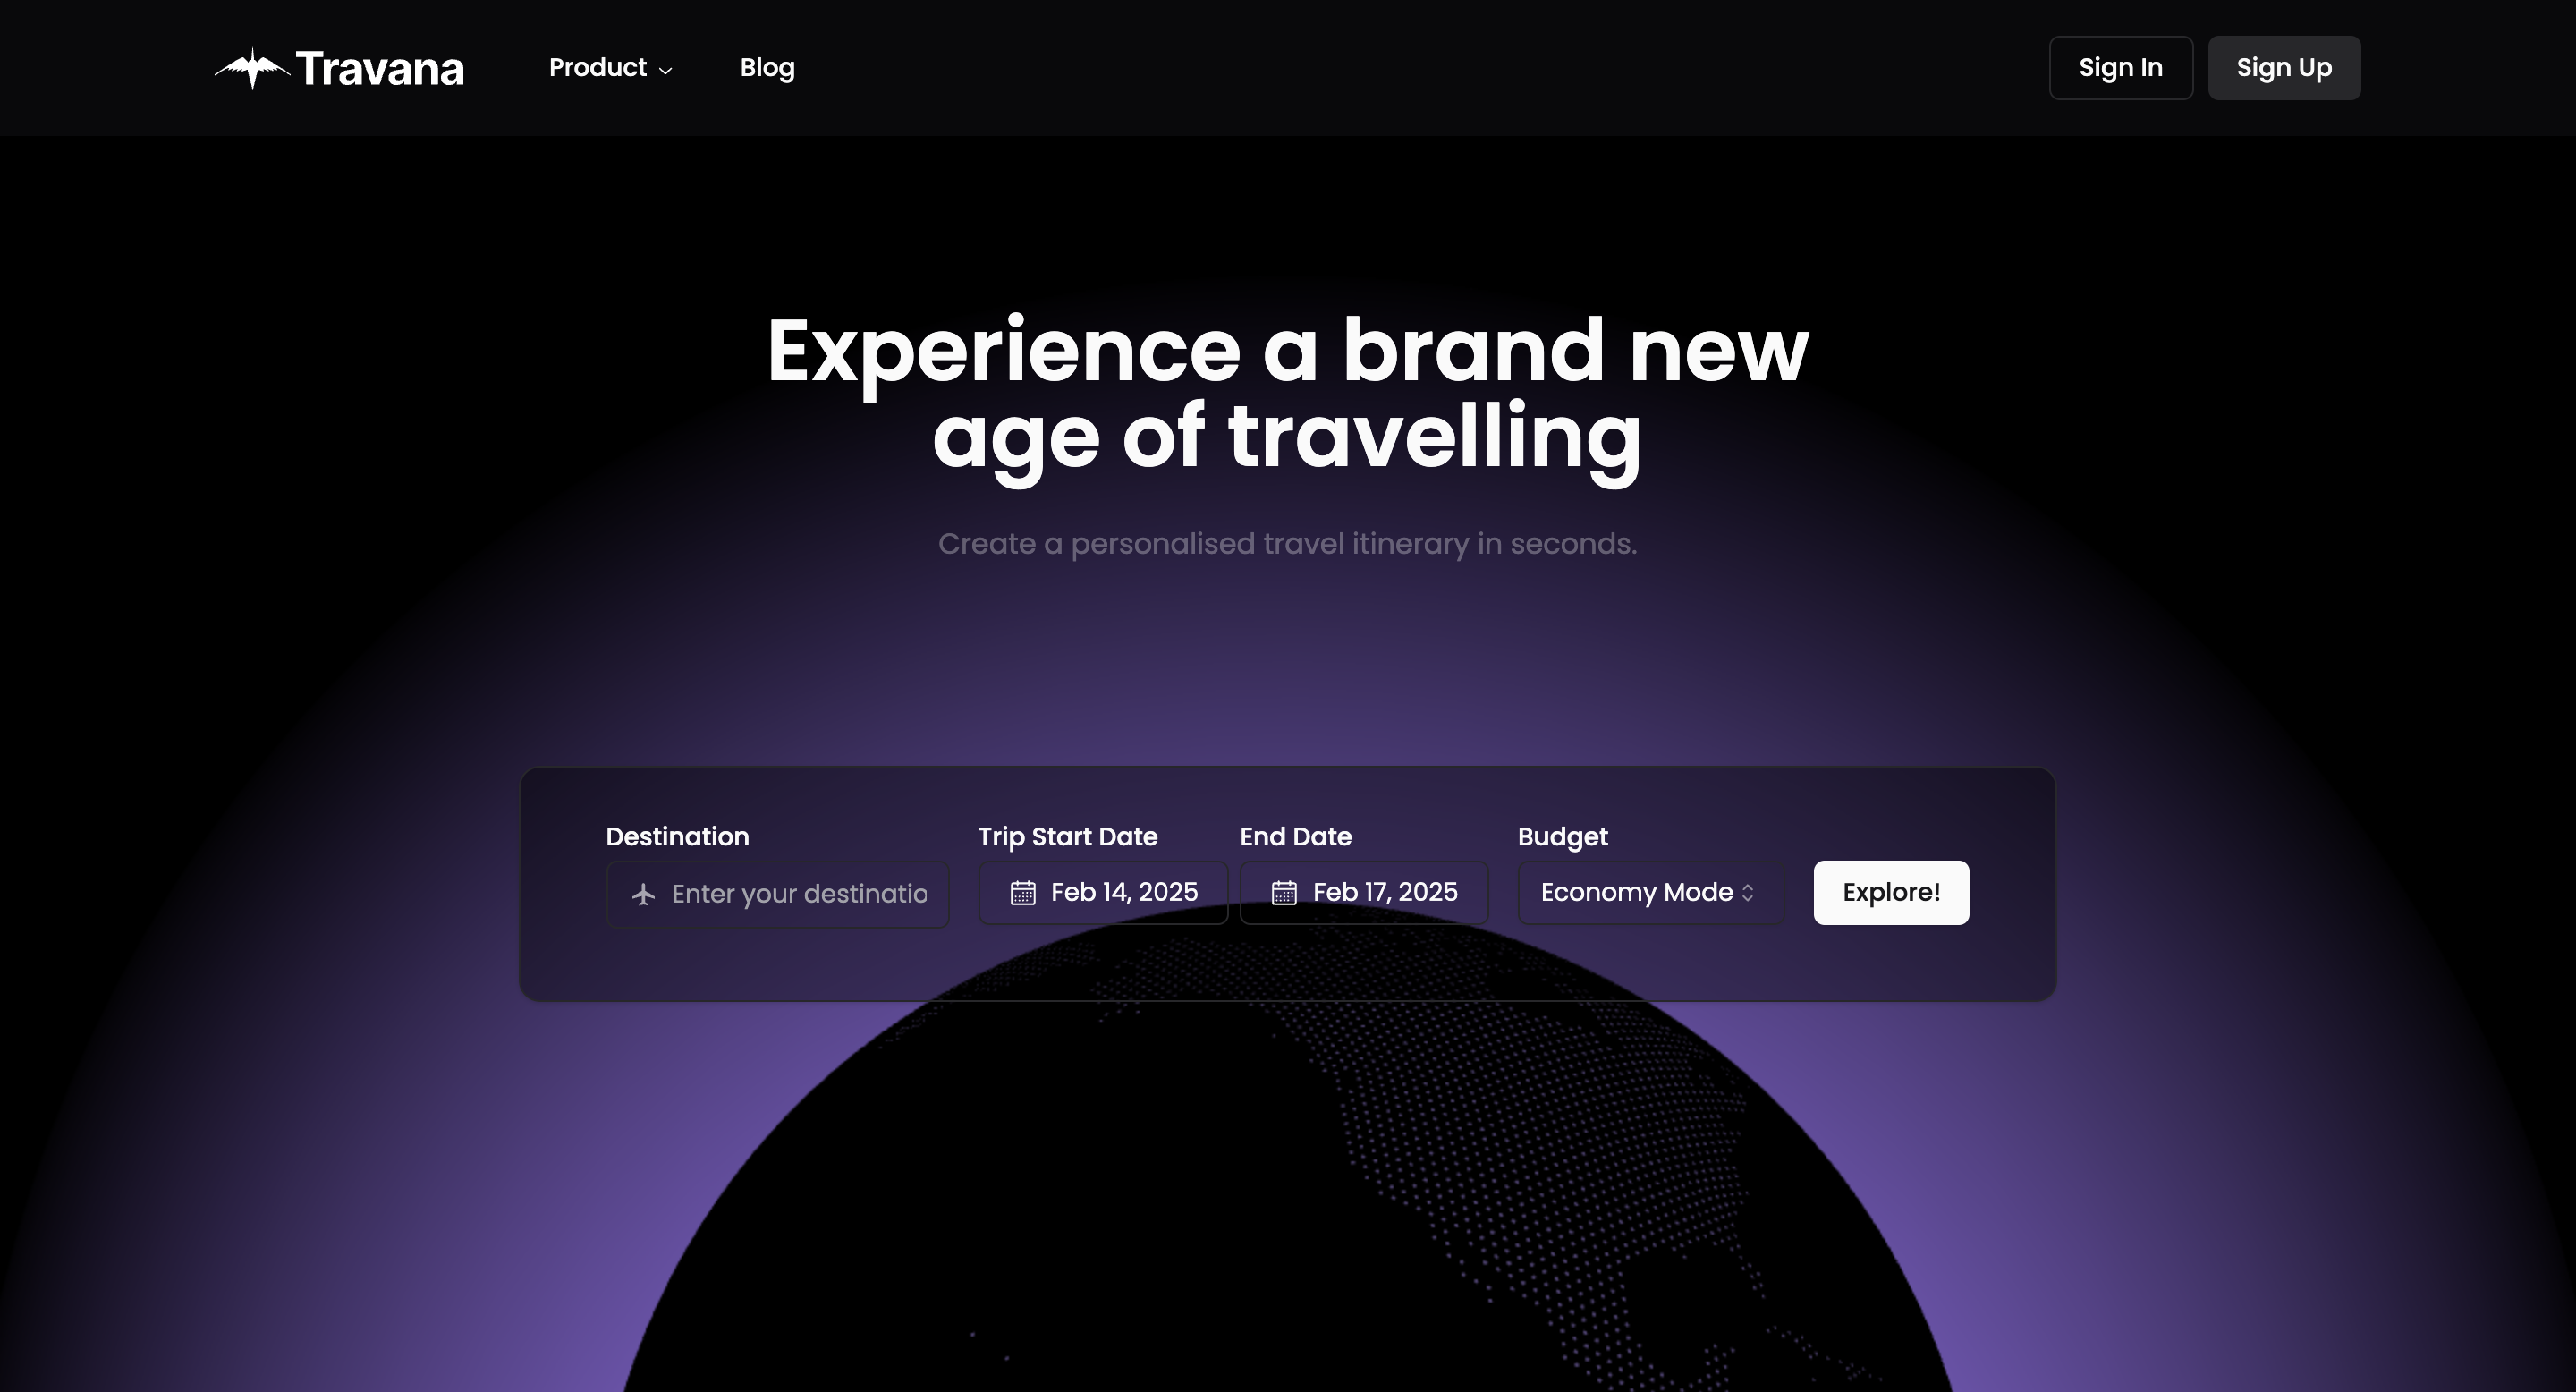 Travana
Product
Blog
Sign In
Sign Up
Experience a brand new
age of travelling
Create a personalised travel itinerary in seconds.
Destination
Trip Start Date
End Date
Budget
Enter your destinatio
Feb 14, 2025
Feb 17, 2025
Economy Mode
Explore!